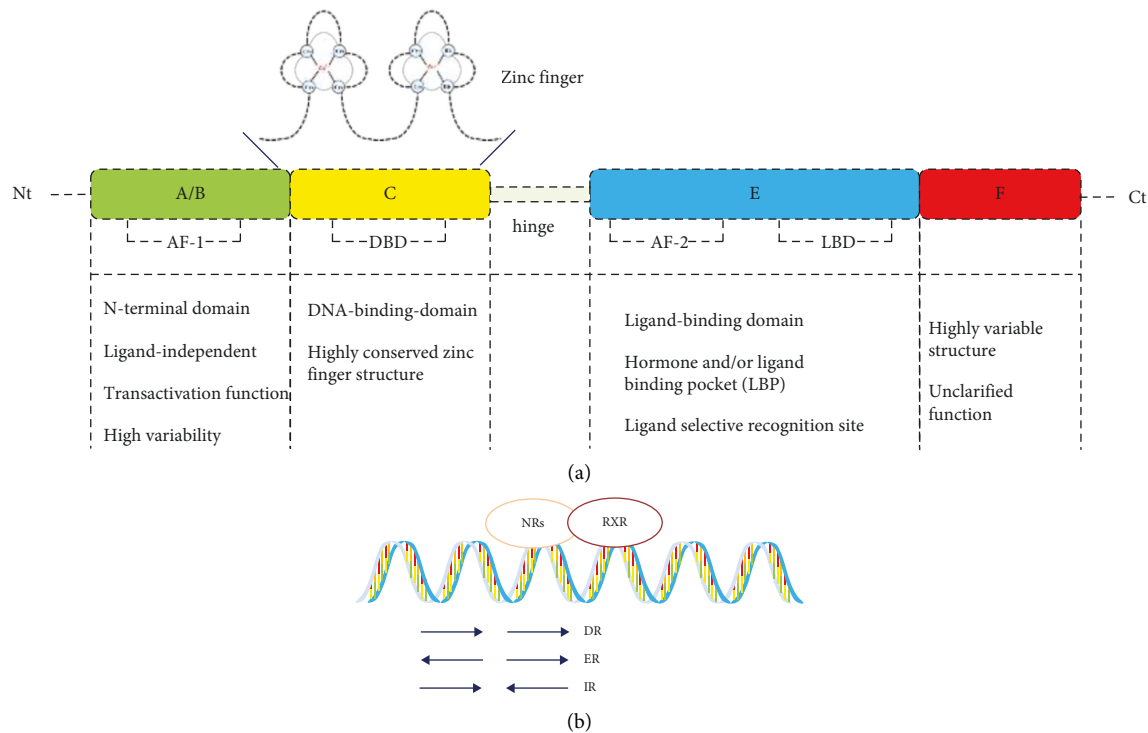 Zinc finger
Nt
A/B
C
E
F
Ct
AF-1
DBD
hinge
AF-2
LBD
N-terminal domain
Ligand-independent
Transactivation function
High variability
DNA-binding-domain
Highly conserved zinc
finger structure
Ligand-binding domain
Hormone and/or ligand
binding pocket (LBP)
Ligand selective recognition site
Highly variable
structure
Unclarified
function
(a)
NRs
RXR
DR
ER
IR
(b)